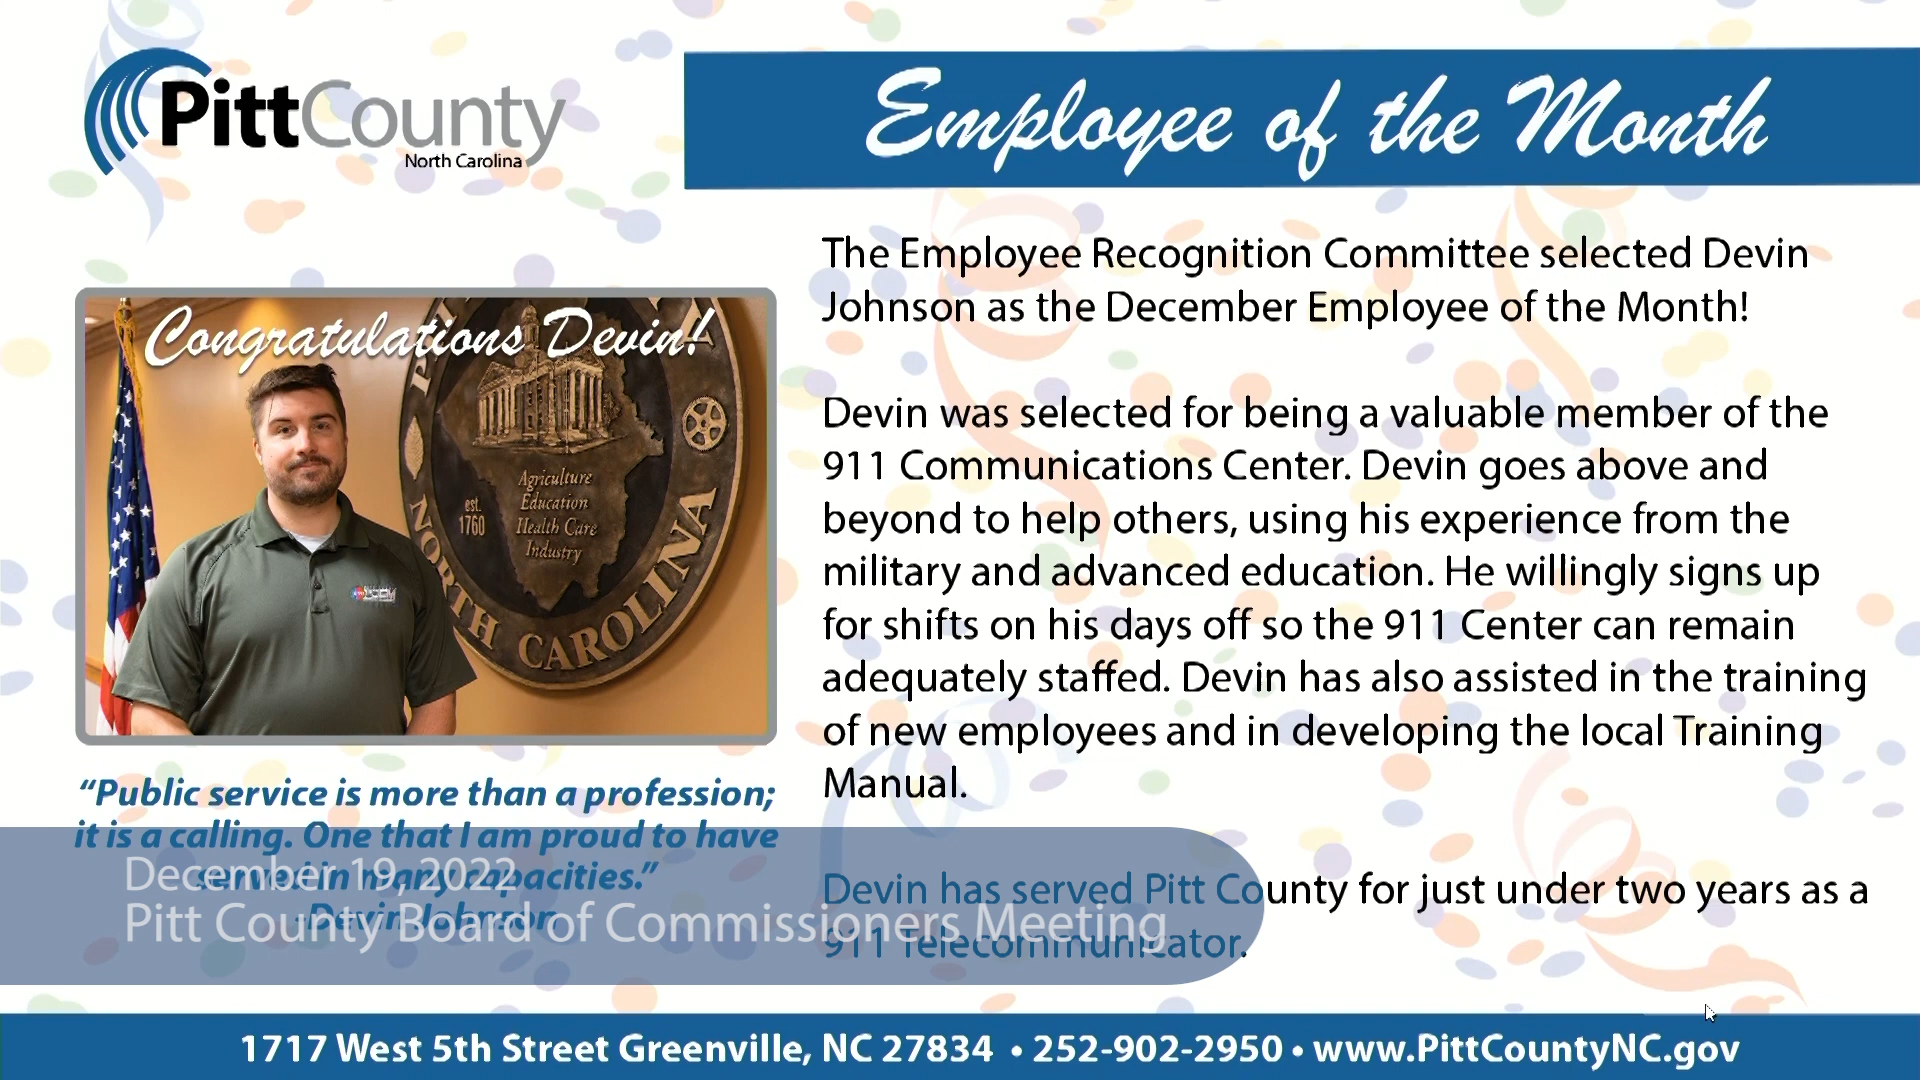 PittCounty
North Carolina
Employee of the Month
Congratulations Devin!
est.
1760
Agriculture
Education
Health Care
Industry
NORTH CAROLINA
"Public service is more than a profession;
it is a calling. One that I am proud to have
served in many capacities."
-Devin Johnson
The Employee Recognition Committee selected Devin
Johnson as the December Employee of the Month!
Devin was selected for being a valuable member of the
911 Communications Center. Devin goes above and
beyond to help others, using his experience from the
military and advanced education. He willingly signs up
for shifts on his days off so the 911 Center can remain
adequately staffed. Devin has also assisted in the training
of new employees and in developing the local Training
Manual.
Devin has served Pitt County for just under two years as a
911 Telecommunicator.
December 19, 2022
Pitt County Board of Commissioners Meeting
1717 West 5th Street Greenville, NC 27834 • 252-902-2950 • www.PittCountyNC.gov